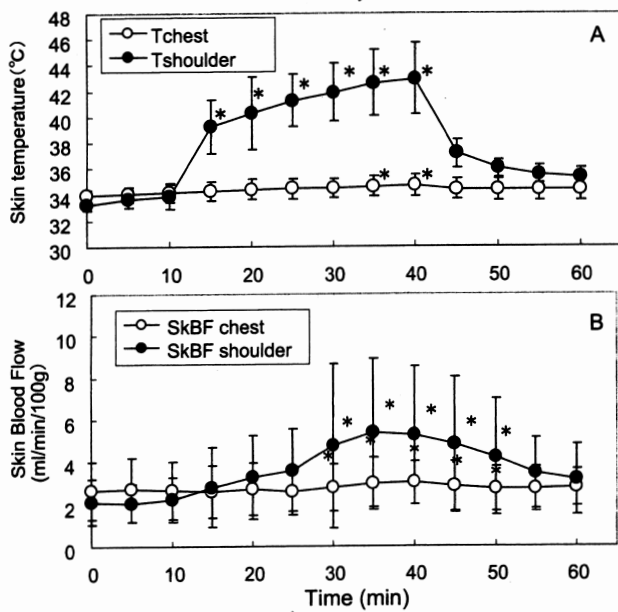 A
Tchest
Tshoulder
Skin temperature (°C)
48
46
44
42
40
38
36
34
32
30
0 10 20 30 40 50 60
* * * * * *
* *
B
SkBF chest
SkBF shoulder
Skin Blood Flow
(ml/min/100g)
12
10
8
6
4
2
0
* * * * *
* * * * *
0 10 20 30 40 50 60
Time (min)